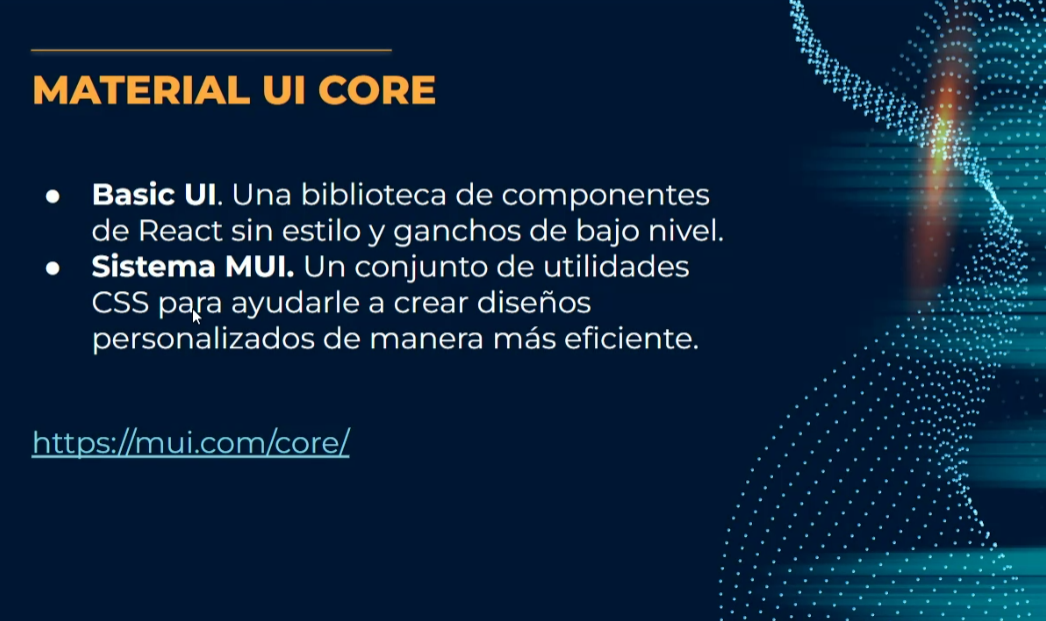 MATERIAL UI CORE
● Basic UI. Una biblioteca de componentes
de React sin estilo y ganchos de bajo nivel.
● Sistema MUI. Un conjunto de utilidades
CSS para ayudarle a crear diseños
personalizados de manera más eficiente.
https://mui.com/core/